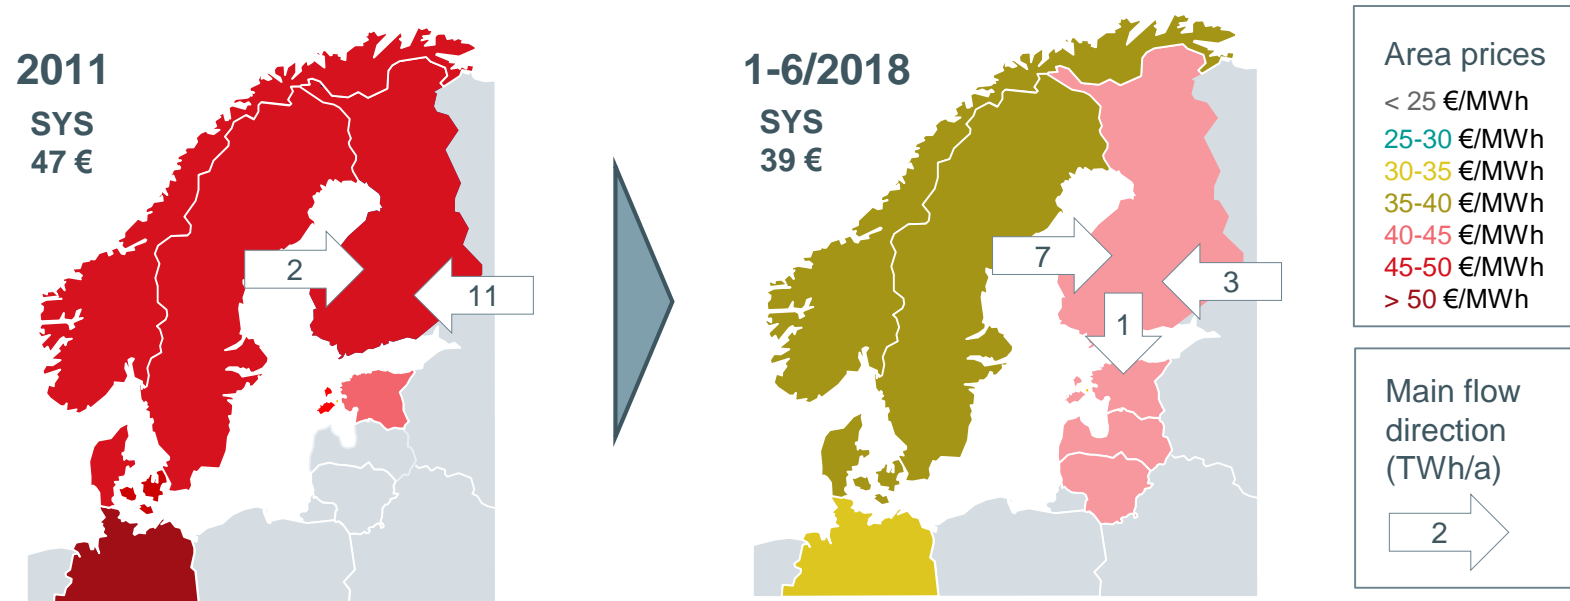 2011
SYS
47 €
2
11
1-6/2018
SYS
39 €
7
3
1
Area prices
< 25 €/MWh
25-30 €/MWh
30-35 €/MWh
35-40 €/MWh
40-45 €/MWh
45-50 €/MWh
> 50 €/MWh
Main flow
direction
(TWh/a)
2